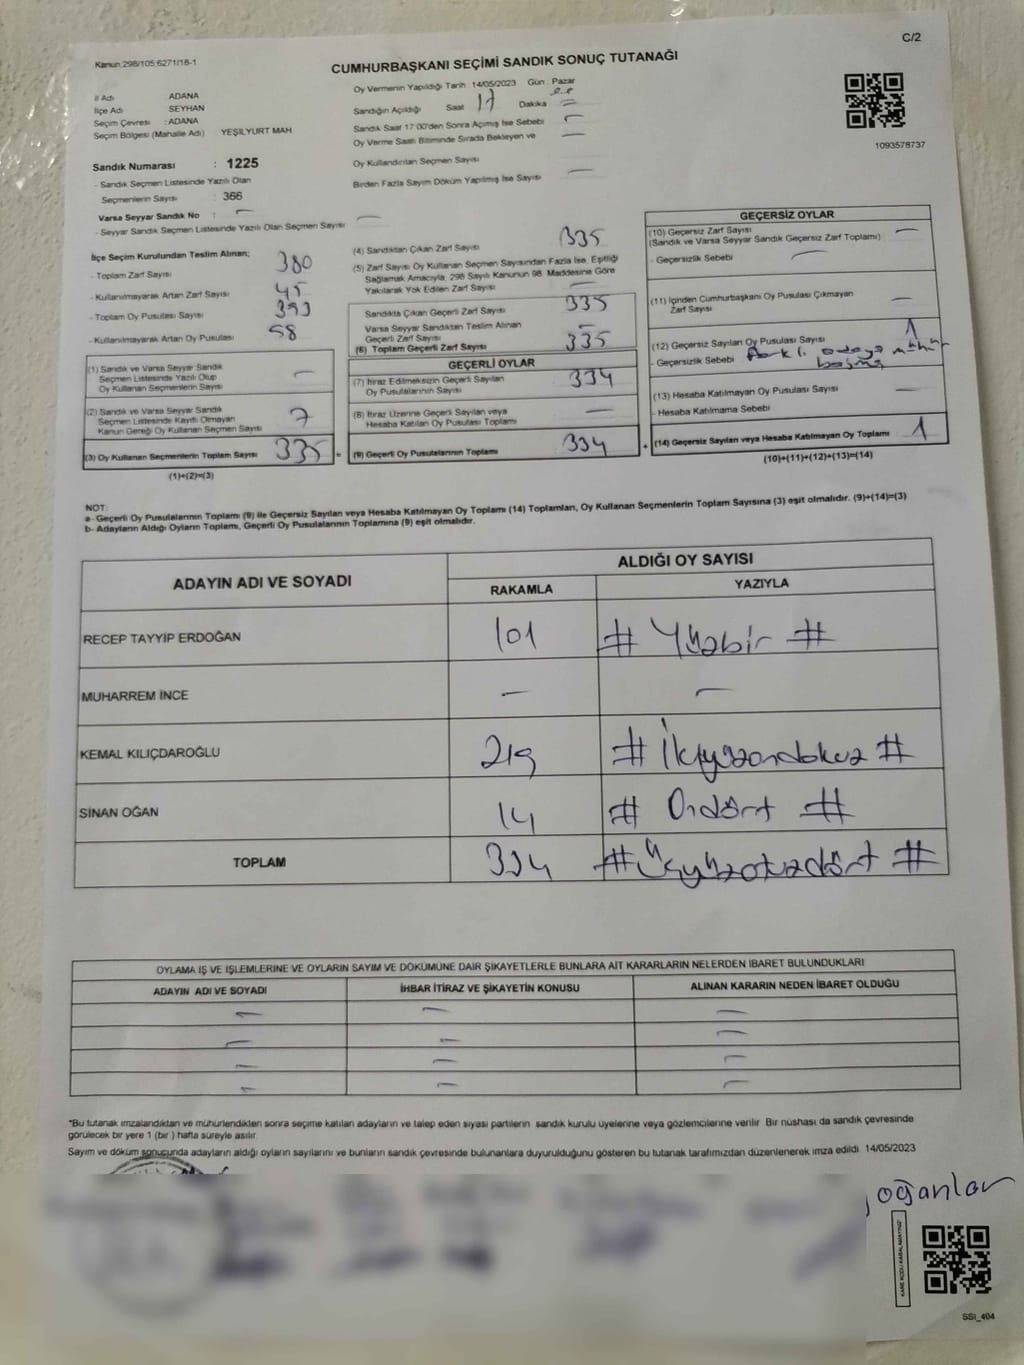 C/2
Kanun:298/105;6271/18-1
CUMHURBAŞKANI SEÇİMİ SANDIK SONUÇ TUTANAĞI
İl Adı ADANA
İlçe Adı SEYHAN
Seçim Çevresi : ADANA
Seçim Bölgesi (Mahalle Adı) YEŞİLYURT MAH.
Oy Vermenin Yapıldığı Tarih 14/05/2023 Gün Pazar
Sandığın Açıldığı Saat 17 Dakika
Sandık Saat 17:00'den Sonra Açılmış İse Sebebi
Oy Verme Saati Bitiminde Sırada Bekleyen ve
Oy Kullandırılan Seçmen Sayısı
Birden Fazla Sayım Döküm Yapılmış İse Sayısı
1093578737
Sandık Numarası : 1225
- Sandık Seçmen Listesinde Yazılı Olan
Seçmenlerin Sayısı : 366
Varsa Seyyar Sandık No : —
- Seyyar Sandık Seçmen Listesinde Yazılı Olan Seçmen Sayısı —
İlçe Seçim Kurulundan Teslim Alınan;
- Toplam Zarf Sayısı 380
- Kullanılmayarak Artan Zarf Sayısı 45
- Toplam Oy Pusulası Sayısı 393
- Kullanılmayarak Artan Oy Pusulası 58
(1) Sandık ve Varsa Seyyar Sandık
Seçmen Listesinde Yazılı Olup
Oy Kullanan Seçmenlerin Sayısı —
(2) Sandık ve Varsa Seyyar Sandık
Seçmen Listesinde Kayıtlı Olmayan
Kanun Gereği Oy Kullanan Seçmen Sayısı 7
(3) Oy Kullanan Seçmenlerin Toplam Sayısı 335 =
(1)+(2)=(3)
(4) Sandıktan Çıkan Zarf Sayısı 335
(5) Zarf Sayısı Oy Kullanan Seçmen Sayısından Fazla İse, Eşitliği
Sağlamak Amacıyla, 298 Sayılı Kanunun 98. Maddesine Göre
Yakılarak Yok Edilen Zarf Sayısı —
Sandıkta Çıkan Geçerli Zarf Sayısı 335
Varsa Seyyar Sandıktan Teslim Alınan
Geçerli Zarf Sayısı —
(6) Toplam Geçerli Zarf Sayısı 335
GEÇERLİ OYLAR
(7) İtiraz Edilmeksizin Geçerli Sayılan
Oy Pusulalarının Sayısı 334
(8) İtiraz Üzerine Geçerli Sayılan veya
Hesaba Katılan Oy Pusulası Toplamı —
(9) Geçerli Oy Pusulalarının Toplamı 334 +
GEÇERSİZ OYLAR
(10) Geçersiz Zarf Sayısı
(Sandık ve Varsa Seyyar Sandık Geçersiz Zarf Toplamı) —
- Geçersizlik Sebebi —
(11) İçinden Cumhurbaşkanı Oy Pusulası Çıkmayan
Zarf Sayısı —
(12) Geçersiz Sayılan Oy Pusulası Sayısı 1
- Geçersizlik Sebebi Farklı mühür
(13) Hesaba Katılmayan Oy Pusulası Sayısı —
- Hesaba Katılmama Sebebi
(14) Geçersiz Sayılan veya Hesaba Katılmayan Oy Toplamı 1
(10)+(11)+(12)+(13)=(14)
NOT:
a- Geçerli Oy Pusulalarının Toplamı (9) ile Geçersiz Sayılan veya Hesaba Katılmayan Oy Toplamı (14) Toplamları, Oy Kullanan Seçmenlerin Toplam Sayısına (3) eşit olmalıdır. (9)+(14)=(3)
b- Adayların Aldığı Oyların Toplamı, Geçerli Oy Pusulalarının Toplamına (9) eşit olmalıdır.
ADAYIN ADI VE SOYADI
ALDIĞI OY SAYISI
RAKAMLA YAZIYLA
RECEP TAYYİP ERDOĞAN 101 # Yüzbir #
MUHARREM İNCE — —
KEMAL KILIÇDAROĞLU 219 # İkiyüzondokuz #
SİNAN OĞAN 14 # Ondört #
TOPLAM 334 # Üçyüzotuzdört #
OYLAMA İŞ VE İŞLEMLERİNE VE OYLARIN SAYIM VE DÖKÜMÜNE DAİR ŞİKAYETLERLE BUNLARA AİT KARARLARIN NELERDEN İBARET BULUNDUKLARI
ADAYIN ADI VE SOYADI İHBAR İTİRAZ VE ŞİKAYETİN KONUSU ALINAN KARARIN NEDEN İBARET OLDUĞU
— — —
— — —
— — —
— — —
*Bu tutanak imzalandıktan ve mühürlendikten sonra seçime katılan adayların ve talep eden siyasi partilerin sandık kurulu üyelerine veya gözlemcilerine verilir. Bir nüshası da sandık çevresinde
görülecek bir yere 1 (bir) hafta süreyle asılır.
Sayım ve döküm sonucunda adayların aldığı oyların sayılarını ve bunların sandık çevresinde bulunanlara duyurulduğunu gösteren bu tutanak tarafımızdan düzenlenerek imza edildi. 14/05/2023
oğanlar
KARE KODU KARALAMAYINIZ!
SSI_404